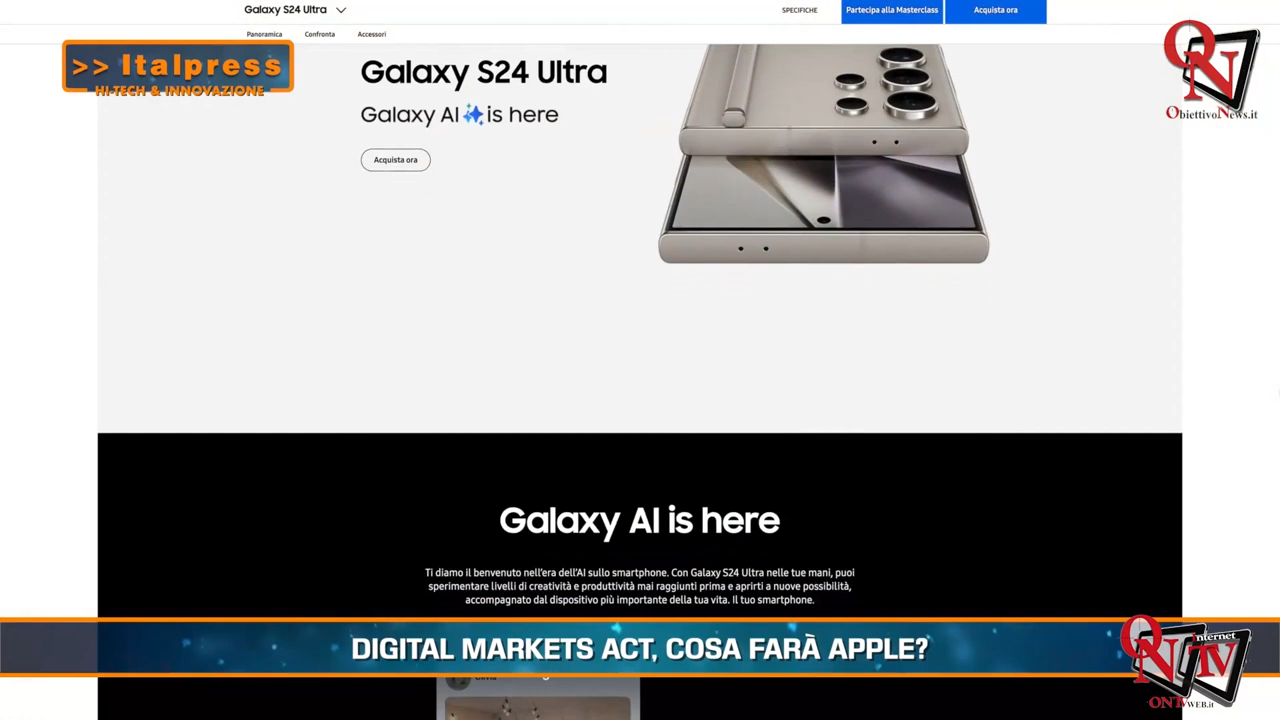 Galaxy S24 Ultra
SPECIFICHE
Partecipa alla Masterclass
Acquista ora
Panoramica
Confronta
Accessori
>> Italpress
HI-TECH & INNOVAZIONE
ON
ObiettivoNews.it
Galaxy S24 Ultra
Galaxy AI is here
Acquista ora
Galaxy AI is here
Ti diamo il benvenuto nell'era dell'AI sullo smartphone. Con Galaxy S24 Ultra nelle tue mani, puoi
sperimentare livelli di creatività e produttività mai raggiunti prima e aprirti a nuove possibilità,
accompagnato dal dispositivo più importante della tua vita. Il tuo smartphone.
DIGITAL MARKETS ACT, COSA FARÀ APPLE?
Internet
ON TV
ONTVWEB.it